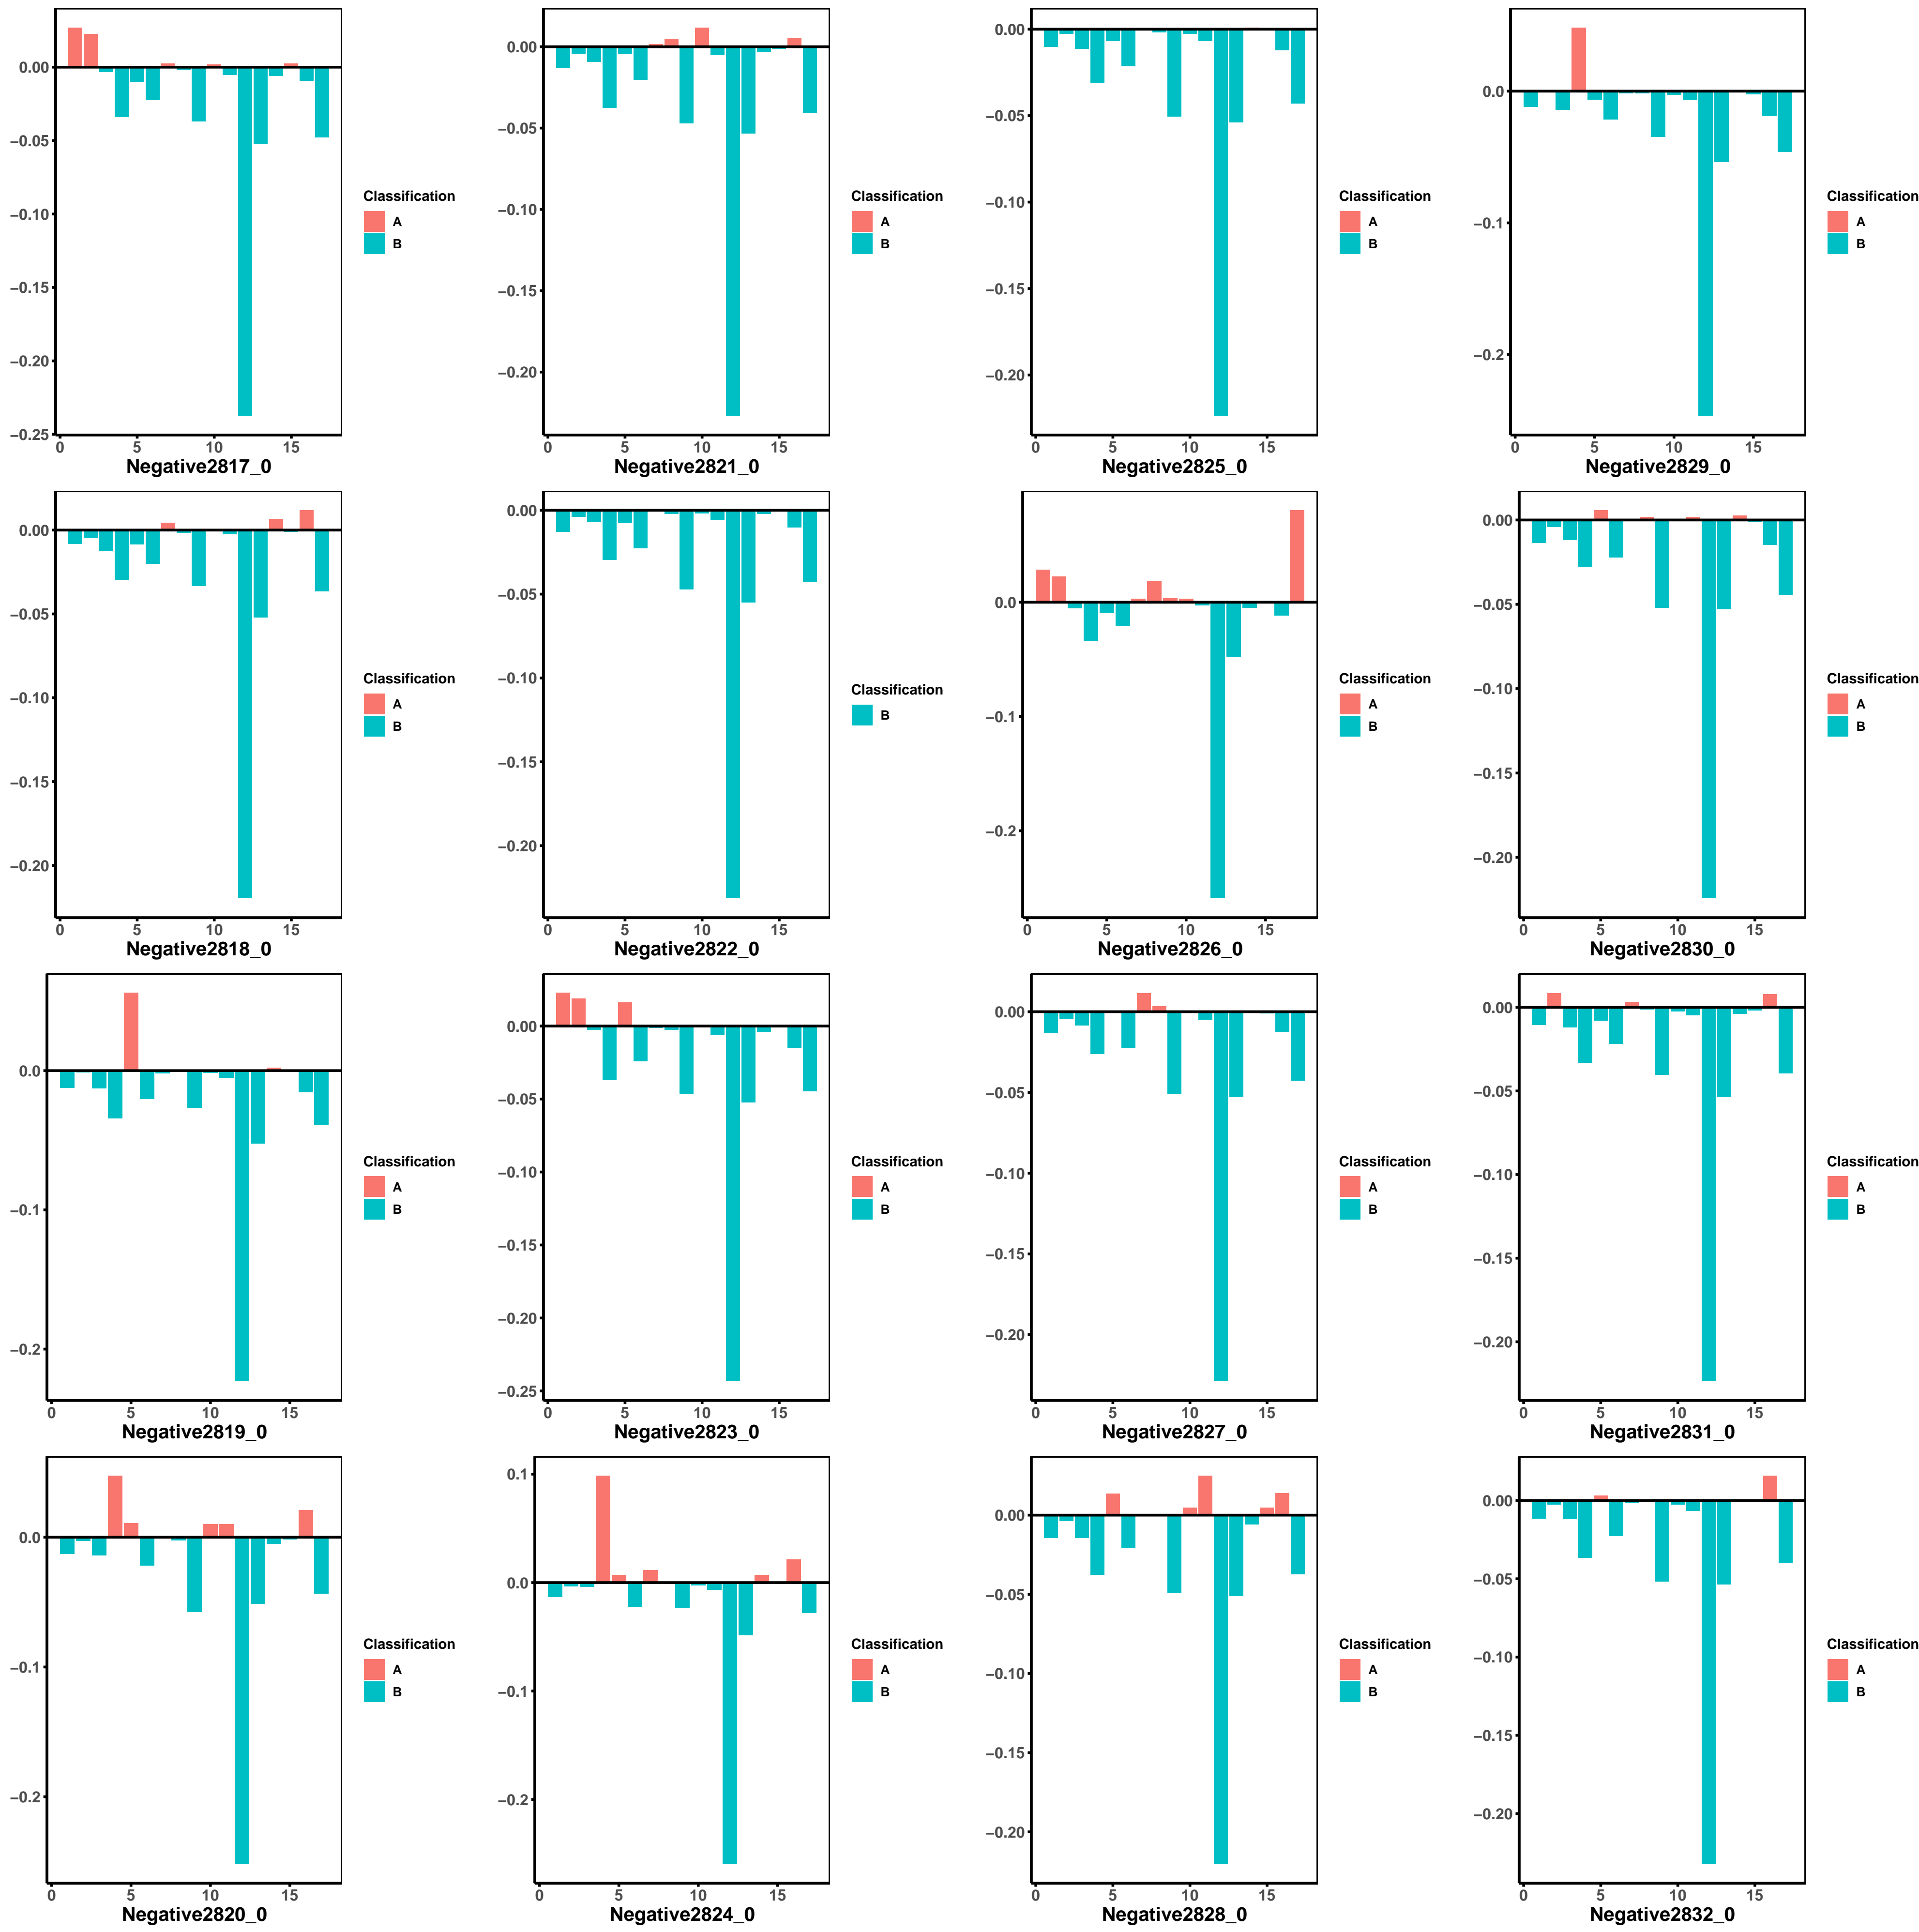 0.00
−0.05
−0.10
−0.15
−0.20
−0.25
0 5 10 15
Negative2817_0
Classification
A
B
0.00
−0.05
−0.10
−0.15
−0.20
0 5 10 15
Negative2821_0
Classification
A
B
0.00
−0.05
−0.10
−0.15
−0.20
0 5 10 15
Negative2825_0
Classification
A
B
0.0
−0.1
−0.2
0 5 10 15
Negative2829_0
Classification
A
B
0.00
−0.05
−0.10
−0.15
−0.20
0 5 10 15
Negative2818_0
Classification
A
B
0.00
−0.05
−0.10
−0.15
−0.20
0 5 10 15
Negative2822_0
Classification
B
0.0
−0.1
−0.2
0 5 10 15
Negative2826_0
Classification
A
B
0.00
−0.05
−0.10
−0.15
−0.20
0 5 10 15
Negative2830_0
Classification
A
B
0.0
−0.1
−0.2
0 5 10 15
Negative2819_0
Classification
A
B
0.00
−0.05
−0.10
−0.15
−0.20
−0.25
0 5 10 15
Negative2823_0
Classification
A
B
0.00
−0.05
−0.10
−0.15
−0.20
0 5 10 15
Negative2827_0
Classification
A
B
0.00
−0.05
−0.10
−0.15
−0.20
0 5 10 15
Negative2831_0
Classification
A
B
0.0
−0.1
−0.2
0 5 10 15
Negative2820_0
Classification
A
B
0.1
0.0
−0.1
−0.2
0 5 10 15
Negative2824_0
Classification
A
B
0.00
−0.05
−0.10
−0.15
−0.20
0 5 10 15
Negative2828_0
Classification
A
B
0.00
−0.05
−0.10
−0.15
−0.20
0 5 10 15
Negative2832_0
Classification
A
B